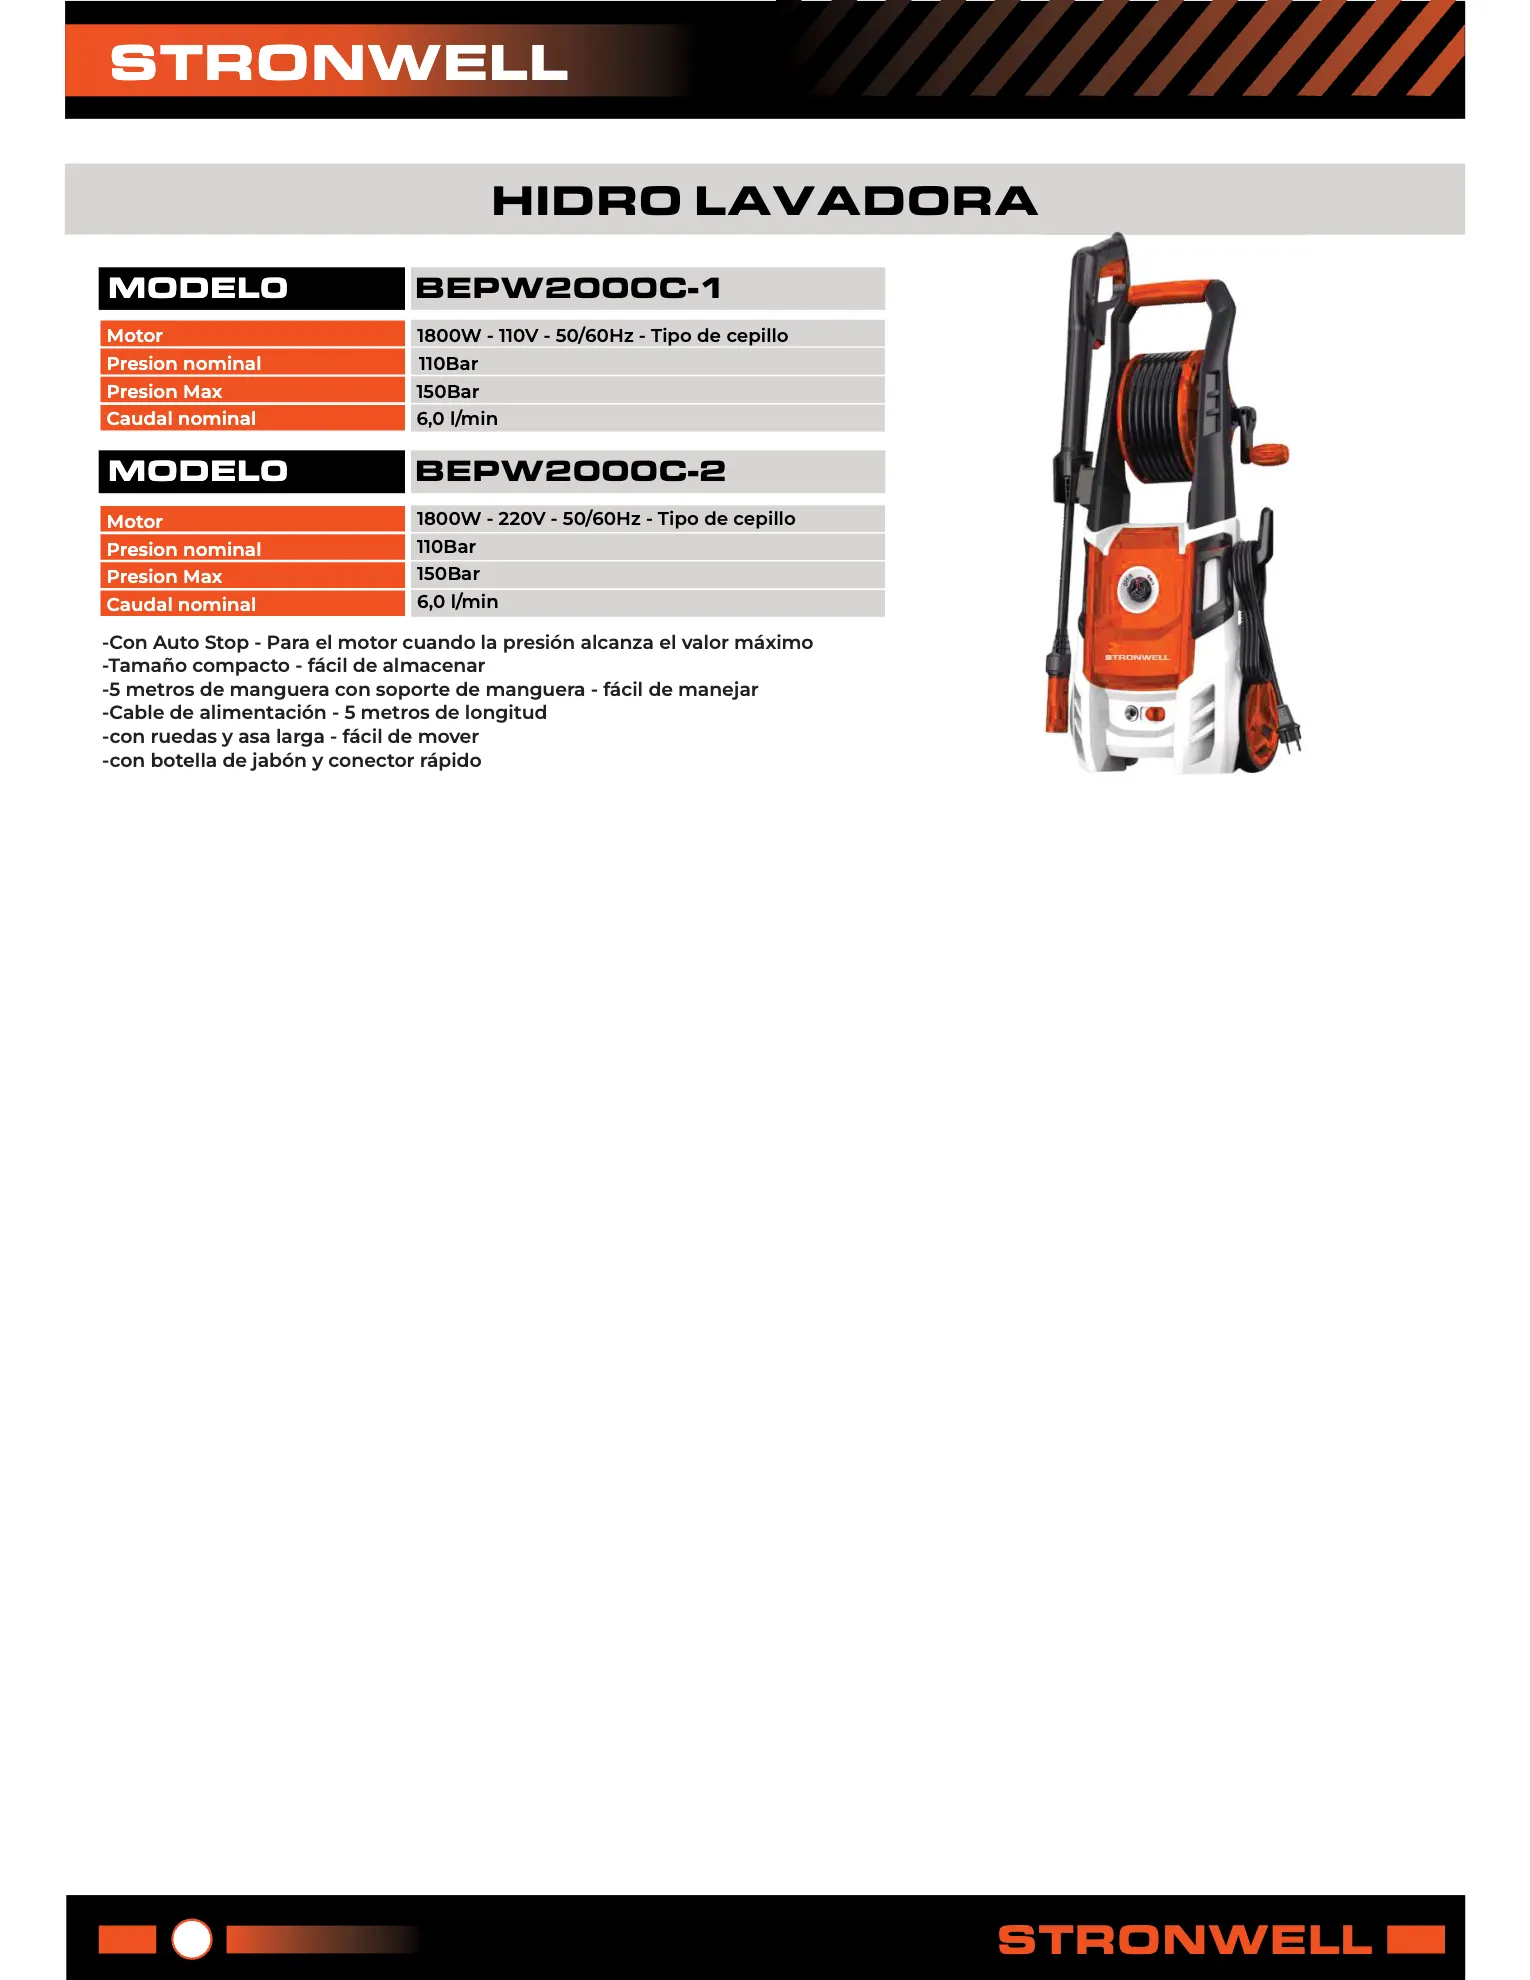 STRONWELL
HIDRO LAVADORA
MODELO BEPW2000C-1
Motor 1800W - 110V - 50/60Hz - Tipo de cepillo
Presion nominal 110Bar
Presion Max 150Bar
Caudal nominal 6,0 l/min
MODELO BEPW2000C-2
Motor 1800W - 220V - 50/60Hz - Tipo de cepillo
Presion nominal 110Bar
Presion Max 150Bar
Caudal nominal 6,0 l/min
-Con Auto Stop - Para el motor cuando la presión alcanza el valor máximo
-Tamaño compacto - fácil de almacenar
-5 metros de manguera con soporte de manguera - fácil de manejar
-Cable de alimentación - 5 metros de longitud
-con ruedas y asa larga - fácil de mover
-con botella de jabón y conector rápido
STRONWELL
STRONWELL